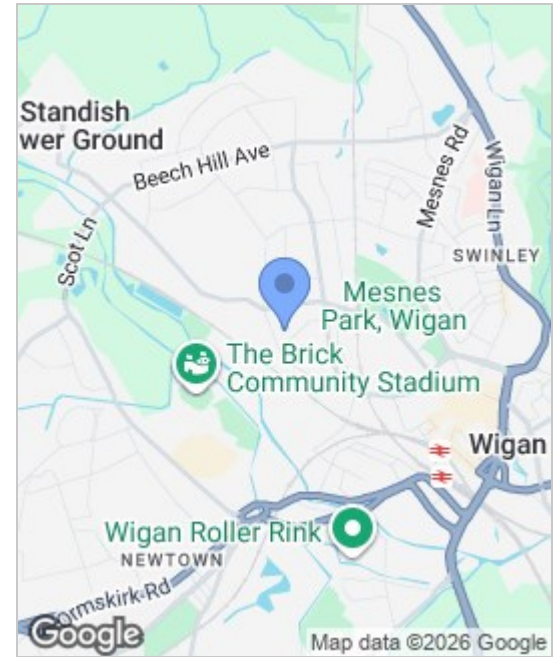 Standish
wer Ground
Beech Hill Ave
Mesnes Rd
Wigan Ln
Scot Ln
SWINLEY
Mesnes
Park, Wigan
The Brick
Community Stadium
Wigan
Wigan Roller Rink
NEWTOWN
ormskirk Rd
Google
Map data ©2026 Google